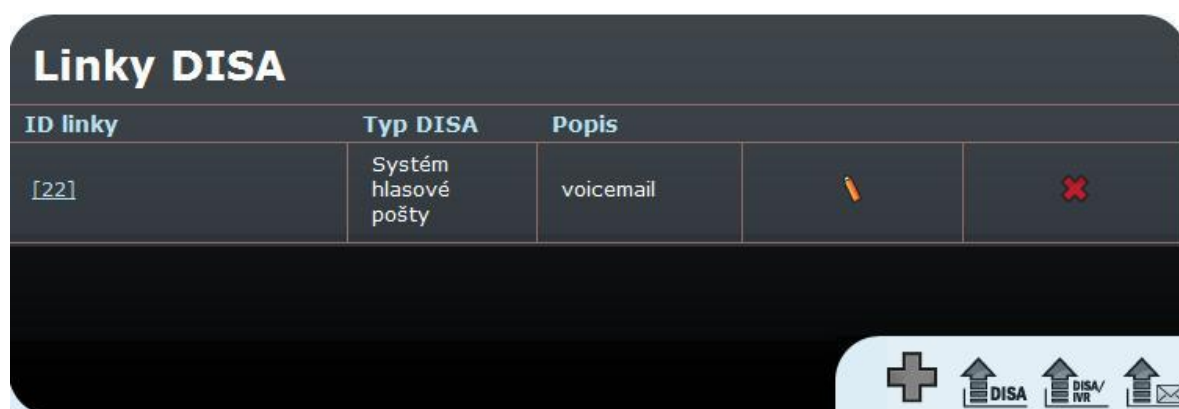 Linky DISA
ID linky Typ DISA Popis
[22] Systém hlasové pošty voicemail
DISA DISA/ IVR